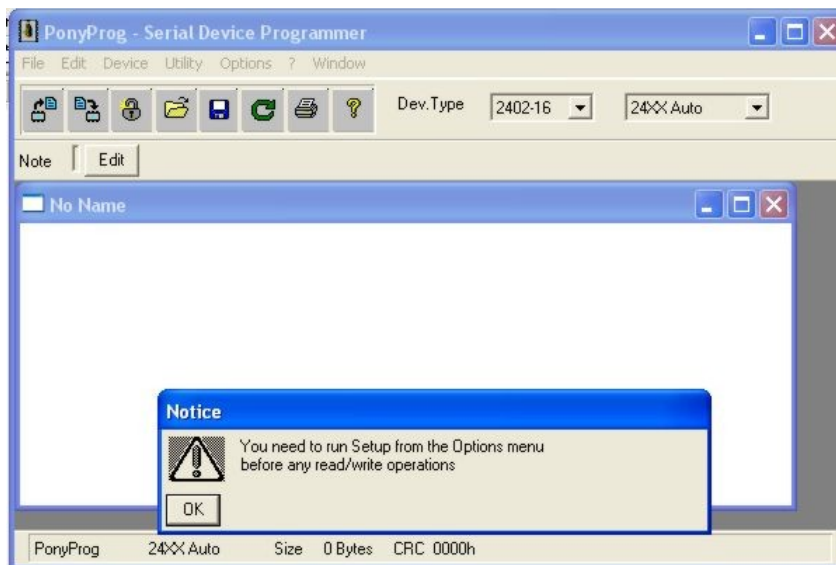 PonyProg - Serial Device Programmer
File Edit Device Utility Options ? Window
Dev.Type 2402-16 24XX Auto
Note Edit
No Name
Notice
You need to run Setup from the Options menu
before any read/write operations
OK
PonyProg 24XX Auto Size 0 Bytes CRC 0000h